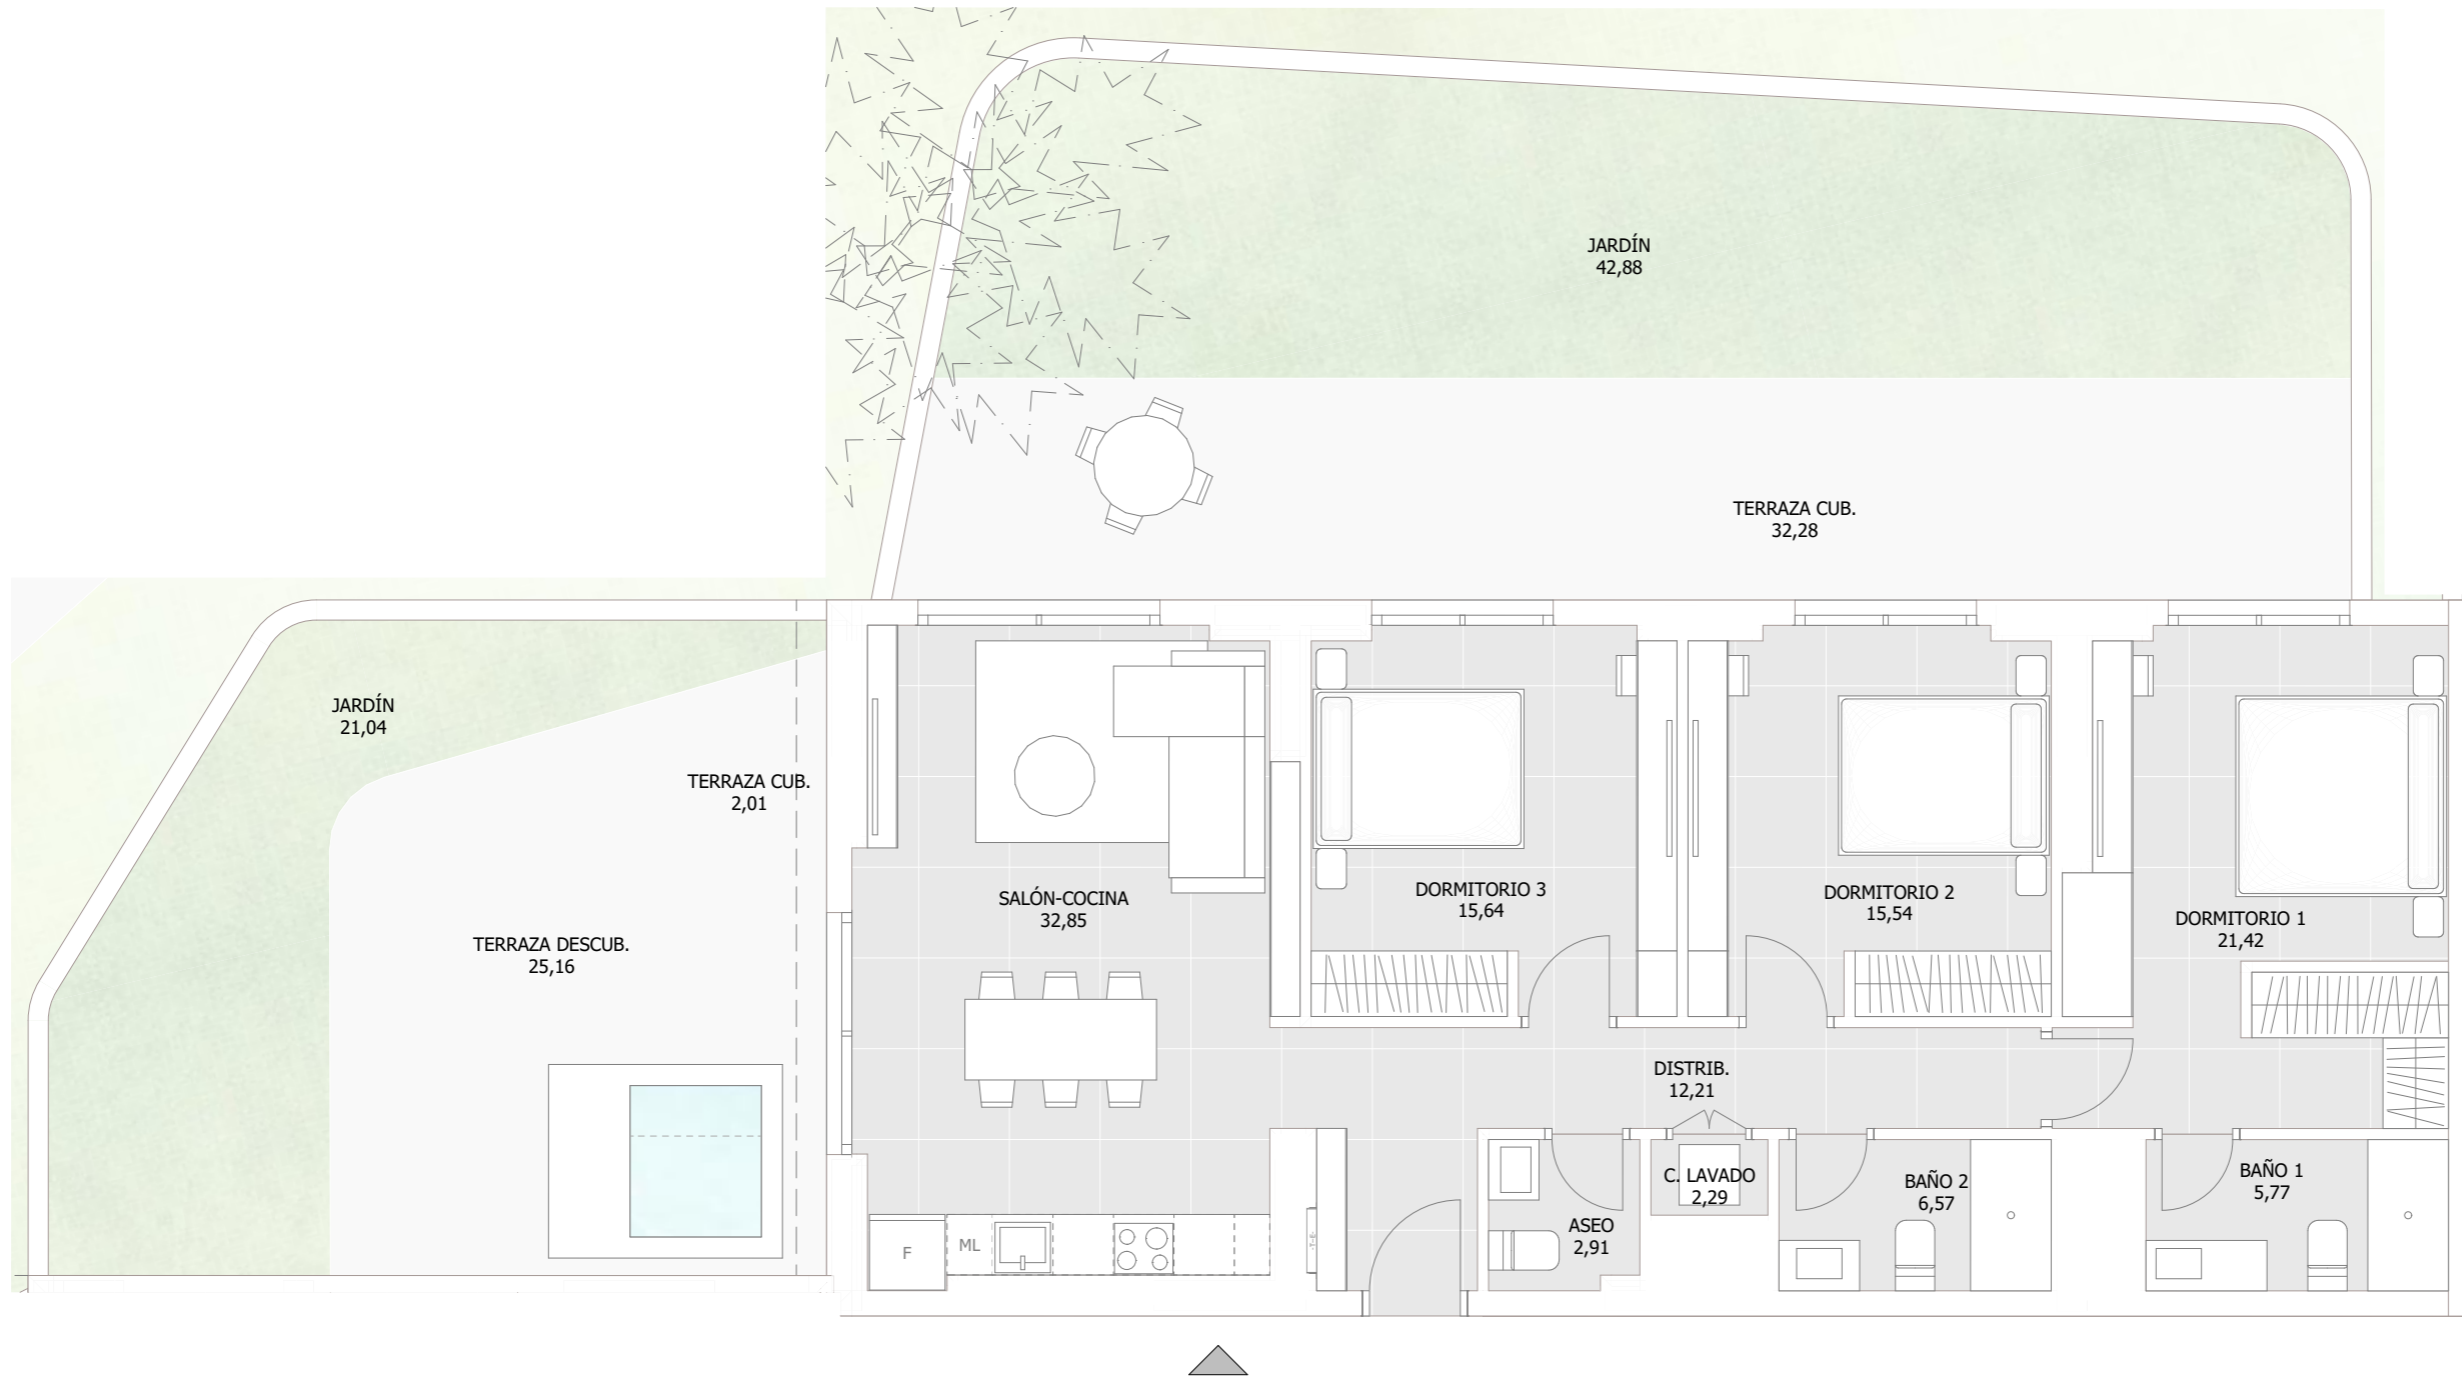 JARDÍN
42,88
TERRAZA CUB.
32,28
JARDÍN
21,04
TERRAZA CUB.
2,01
TERRAZA DESCUB.
25,16
SALÓN-COCINA
32,85
DORMITORIO 3
15,64
DORMITORIO 2
15,54
DORMITORIO 1
21,42
DISTRIB.
12,21
C. LAVADO
2,29
BAÑO 2
6,57
BAÑO 1
5,77
ASEO
2,91
F
ML